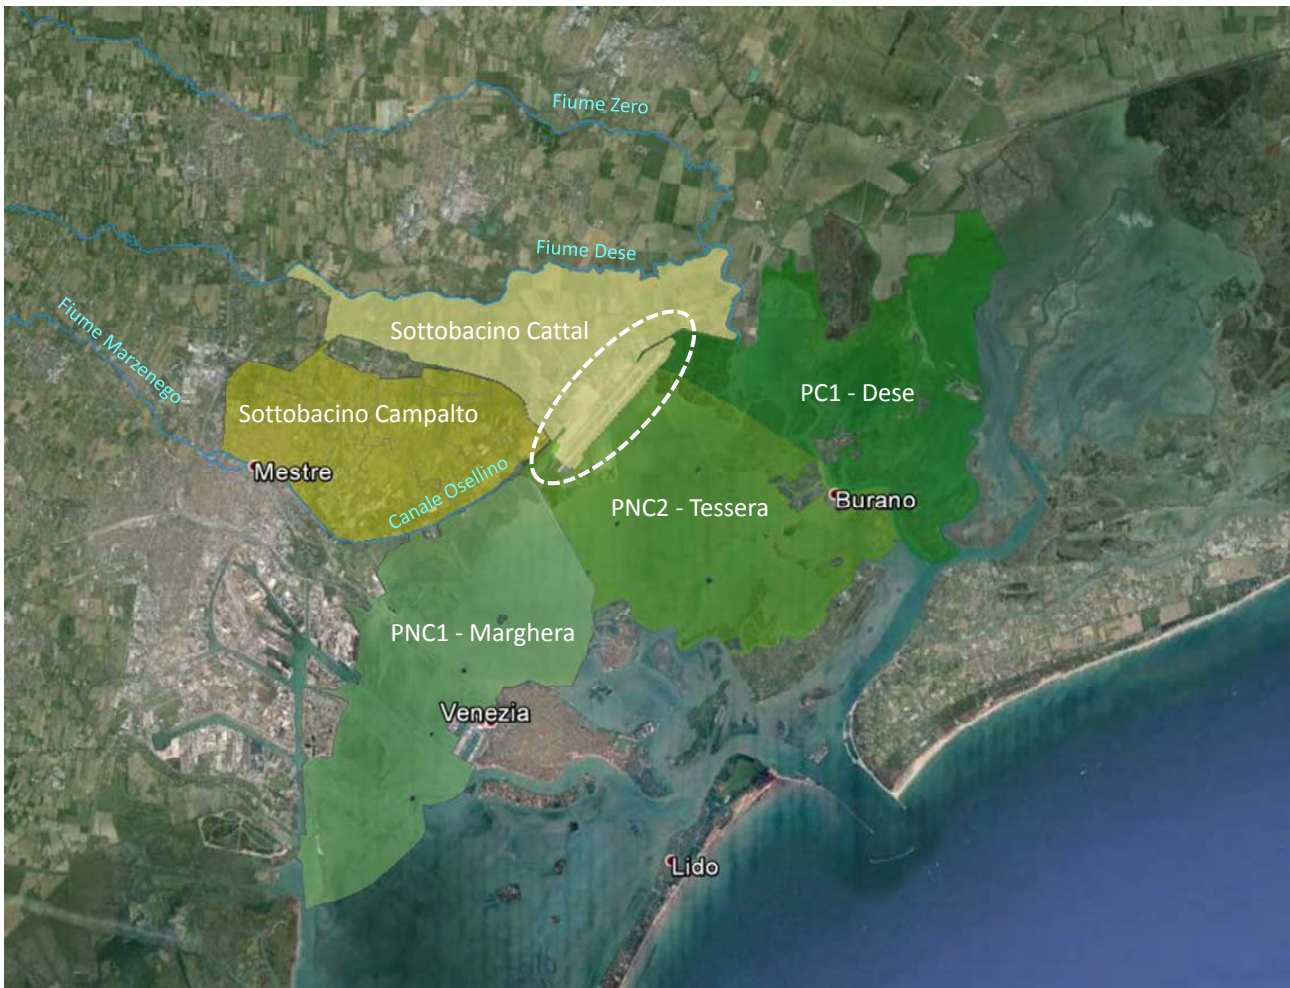 Fiume Zero
Fiume Dese
Fiume Marzenego
Sottobacino Cattal
Sottobacino Campalto
PC1 - Dese
Mestre
Canale Osellino
Burano
PNC2 - Tessera
PNC1 - Marghera
Venezia
Lido